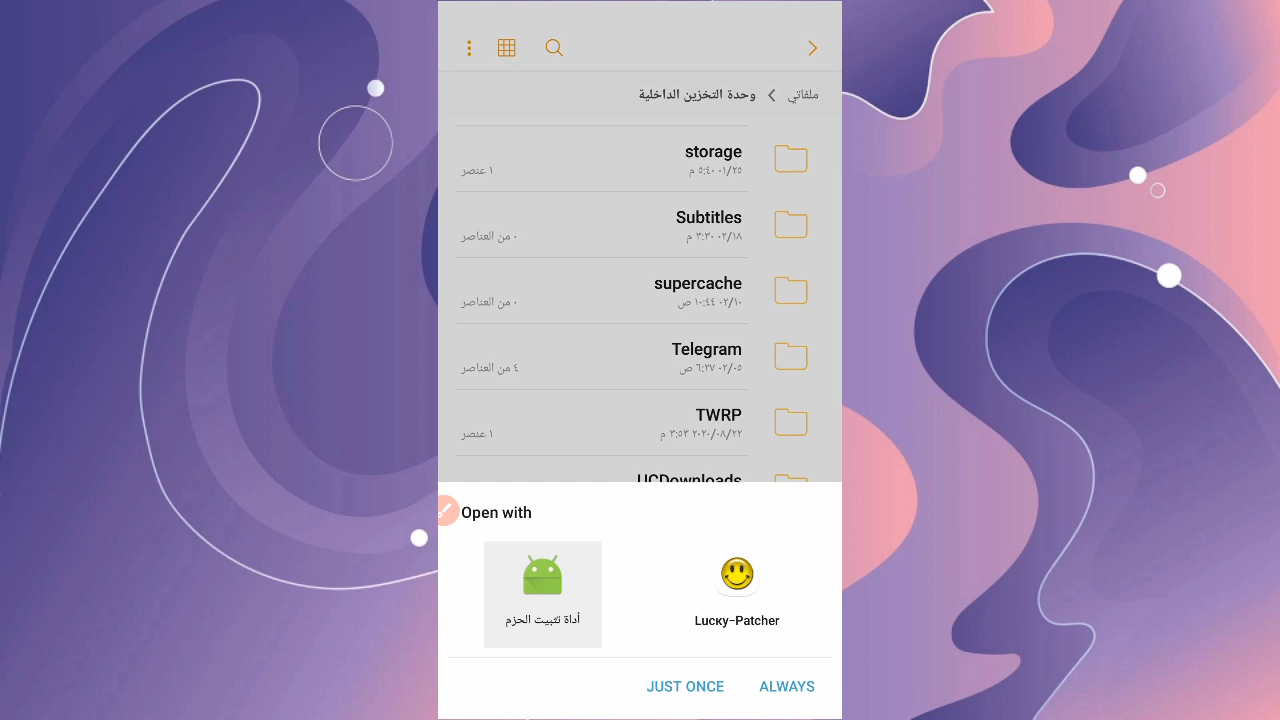 ملفاتي
وحدة التخزين الداخلية
storage
٠١/٢٥ ٥:٤٠ م
١ عنصر
Subtitles
٠٢/١٨ ٣:٣٠ م
٠ من العناصر
supercache
٠٢/١٠ ١٠:٤٤ ص
٠ من العناصر
Telegram
٠٢/٠٥ ٦:٢٧ ص
٤ من العناصر
TWRP
٢٠٢٠/٠٨/٢٢ ٣:٥٣ م
١ عنصر
UCDownloads
Open with
أداة تثبيت الحزم
Lucку-Patcher
JUST ONCE
ALWAYS